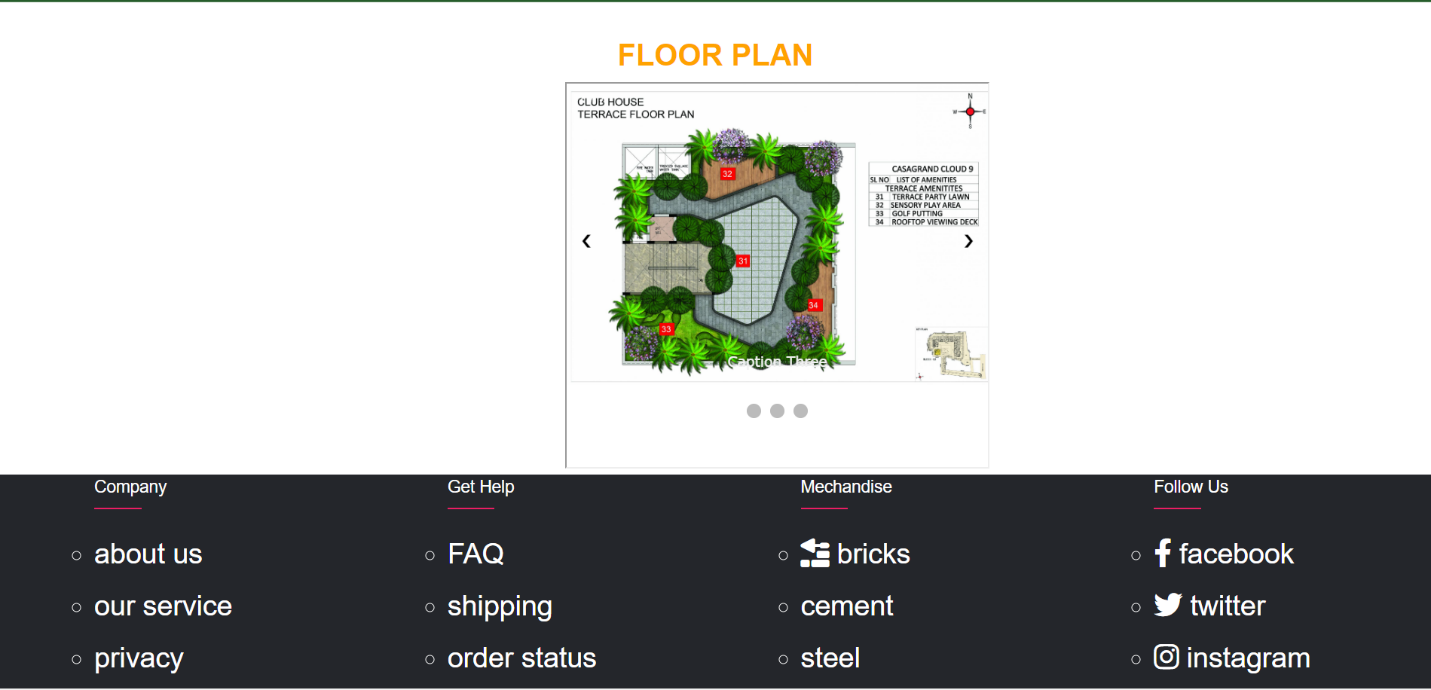 FLOOR PLAN
CLUB HOUSE
TERRACE FLOOR PLAN
N
W
E
S
CASAGRAND CLOUD 9
SL NO LIST OF AMENITIES
TERRACE AMENITITES
31 TERRACE PARTY LAWN
32 SENSORY PLAY AREA
33 GOLF PUTTING
34 ROOFTOP VIEWING DECK
32
31
34
33
‹
›
Caption Three
Company
Get Help
Mechandise
Follow Us
about us
FAQ
bricks
facebook
our service
shipping
cement
twitter
privacy
order status
steel
instagram